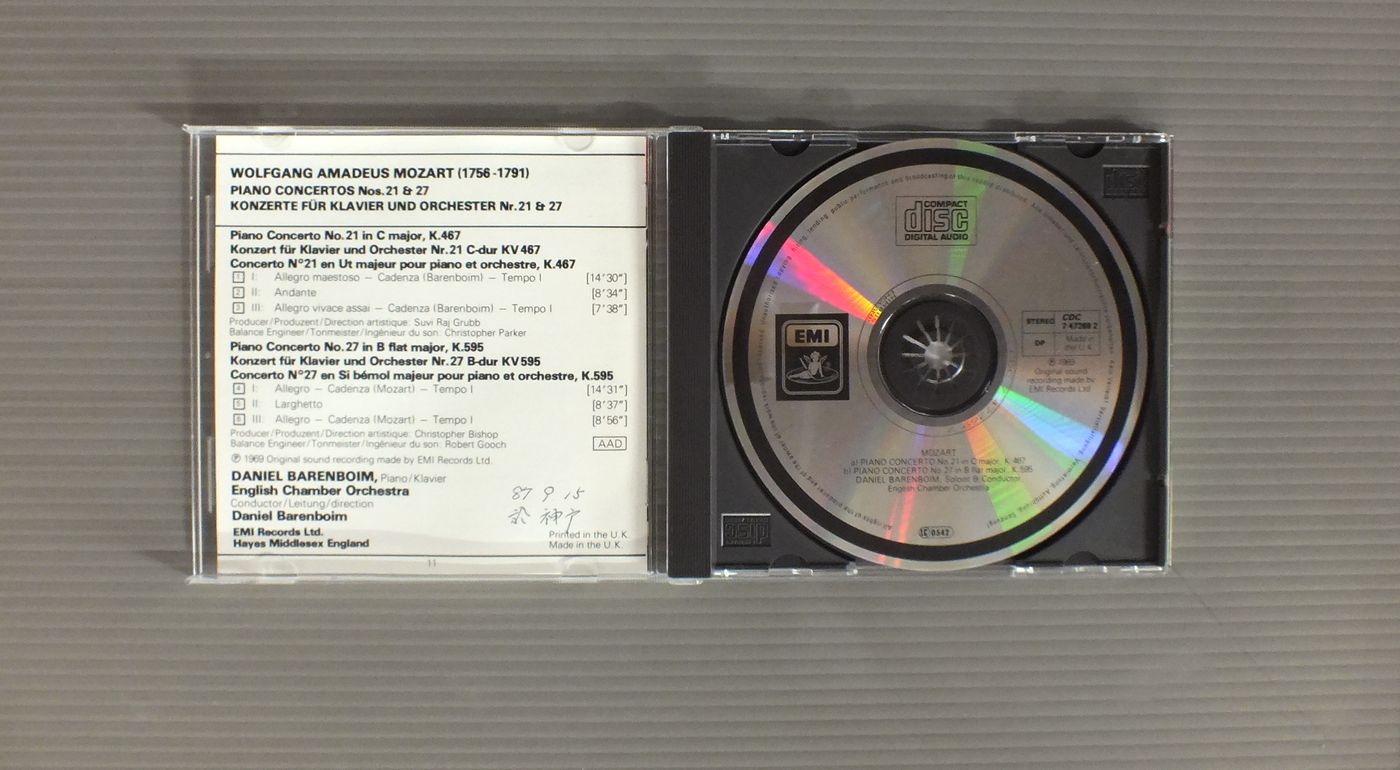 WOLFGANG AMADEUS MOZART (1756-1791)
PIANO CONCERTOS Nos.21 & 27
KONZERTE FÜR KLAVIER UND ORCHESTER Nr.21 & 27
Piano Concerto No.21 in C major, K.467
Konzert für Klavier und Orchester Nr.21 C-dur KV 467
Concerto N°21 en Ut majeur pour piano et orchestre, K.467
1 I: Allegro maestoso – Cadenza (Barenboim) – Tempo I [14'30"]
2 II: Andante [8'34"]
3 III: Allegro vivace assai – Cadenza (Barenboim) – Tempo I [7'38"]
Producer/Produzent/Direction artistique: Suvi Raj Grubb
Balance Engineer/Tonmeister/Ingénieur du son: Christopher Parker
Piano Concerto No.27 in B flat major, K.595
Konzert für Klavier und Orchester Nr.27 B-dur KV 595
Concerto N°27 en Si bémol majeur pour piano et orchestre, K.595
4 I: Allegro – Cadenza (Mozart) – Tempo I [14'31"]
5 II: Larghetto [8'37"]
6 III: Allegro – Cadenza (Mozart) – Tempo I [8'56"]
Producer/Produzent/Direction artistique: Christopher Bishop
Balance Engineer/Tonmeister/Ingénieur du son: Robert Gooch
AAD
℗ 1969 Original sound recording made by EMI Records Ltd.
DANIEL BARENBOIM, Piano/Klavier
English Chamber Orchestra
Conductor/Leitung/direction
Daniel Barenboim
87 9 15
於 神戸
EMI Records Ltd.
Hayes Middlesex England
Printed in the U.K.
Made in the U.K.
11
COMPACT
disc
DIGITAL AUDIO
EMI
STEREO CDC
7 47269 2
DP Made in
the U.K.
℗ 1969
Original sound
recording made by
EMI Records Ltd
MOZART
a) PIANO CONCERTO No.21 in C major, K.467
b) PIANO CONCERTO No.27 in B flat major, K.595
DANIEL BARENBOIM, Soloist & Conductor
English Chamber Orchestra
0542